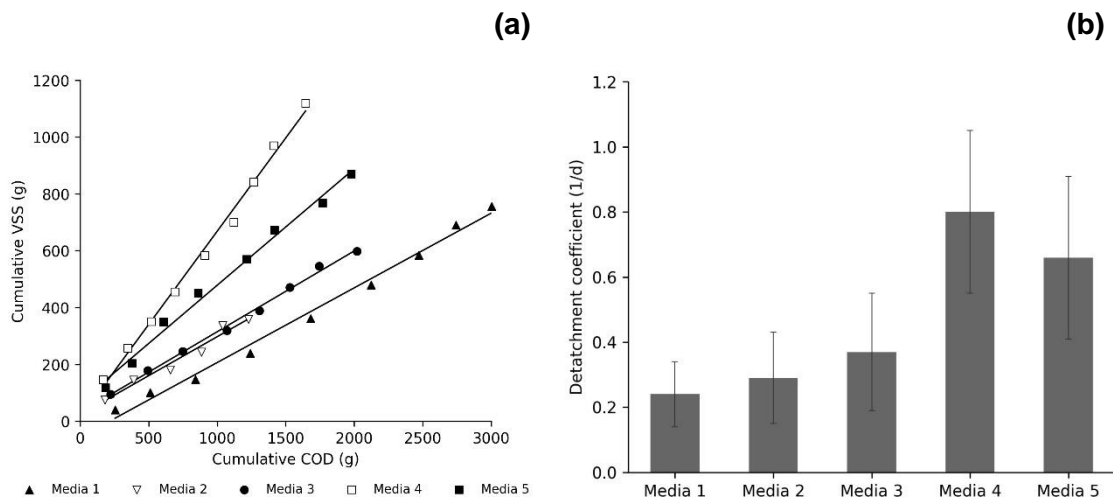 (a)
1200
1000
800
600
400
200
0
Cumulative VSS (g)
0 500 1000 1500 2000 2500 3000
Cumulative COD (g)
Media 1 Media 2 Media 3 Media 4 Media 5
(b)
1.2
1.0
0.8
0.6
0.4
0.2
0.0
Detatchment coefficient (1/d)
Media 1 Media 2 Media 3 Media 4 Media 5